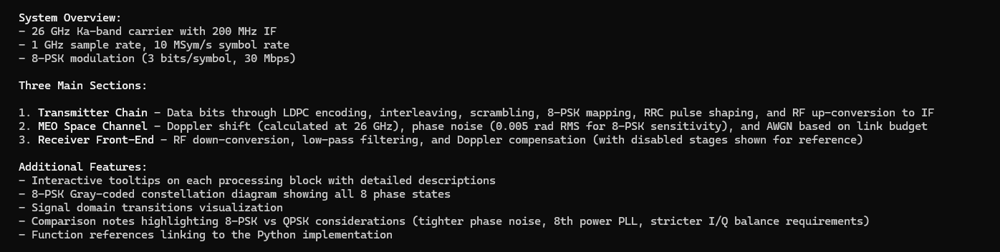 System Overview:
- 26 GHz Ka-band carrier with 200 MHz IF
- 1 GHz sample rate, 10 MSym/s symbol rate
- 8-PSK modulation (3 bits/symbol, 30 Mbps)
Three Main Sections:
1. Transmitter Chain - Data bits through LDPC encoding, interleaving, scrambling, 8-PSK mapping, RRC pulse shaping, and RF up-conversion to IF
2. MEO Space Channel - Doppler shift (calculated at 26 GHz), phase noise (0.005 rad RMS for 8-PSK sensitivity), and AWGN based on link budget
3. Receiver Front-End - RF down-conversion, low-pass filtering, and Doppler compensation (with disabled stages shown for reference)
Additional Features:
- Interactive tooltips on each processing block with detailed descriptions
- 8-PSK Gray-coded constellation diagram showing all 8 phase states
- Signal domain transitions visualization
- Comparison notes highlighting 8-PSK vs QPSK considerations (tighter phase noise, 8th power PLL, stricter I/Q balance requirements)
- Function references linking to the Python implementation